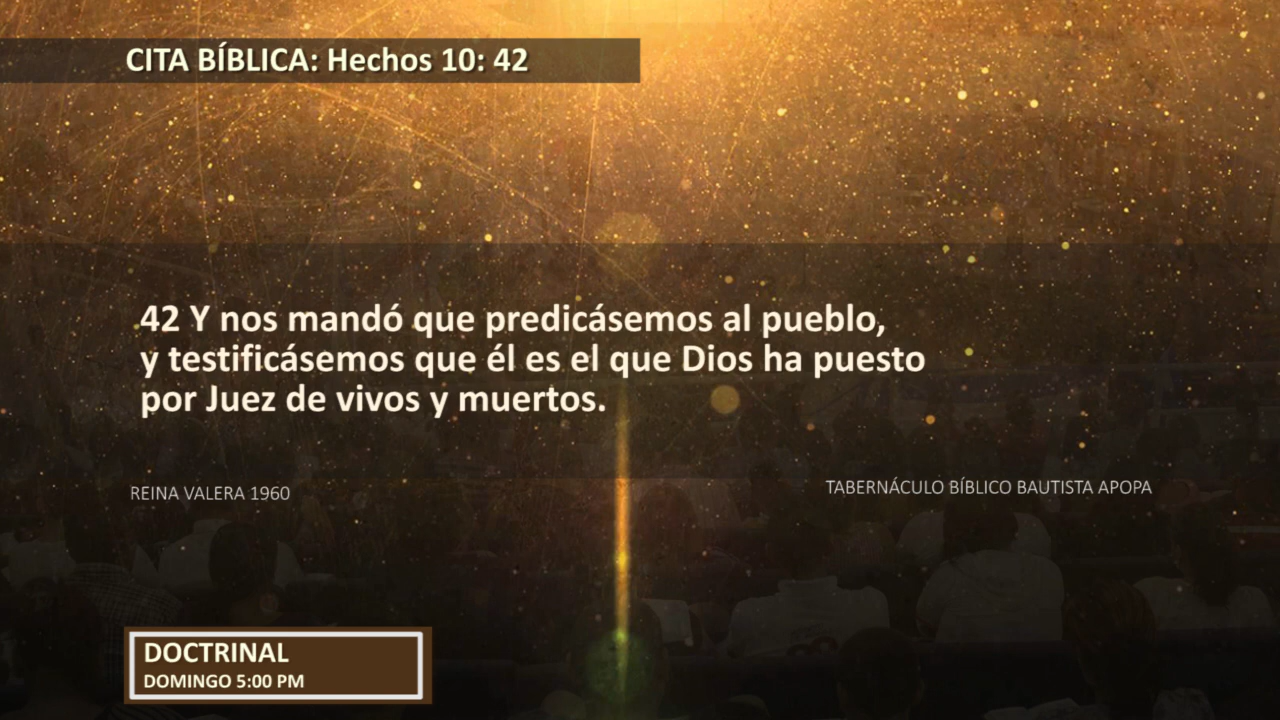 CITA BÍBLICA: Hechos 10: 42
42 Y nos mandó que predicásemos al pueblo,
y testificásemos que él es el que Dios ha puesto
por Juez de vivos y muertos.
REINA VALERA 1960
TABERNÁCULO BÍBLICO BAUTISTA APOPA
DOCTRINAL
DOMINGO 5:00 PM